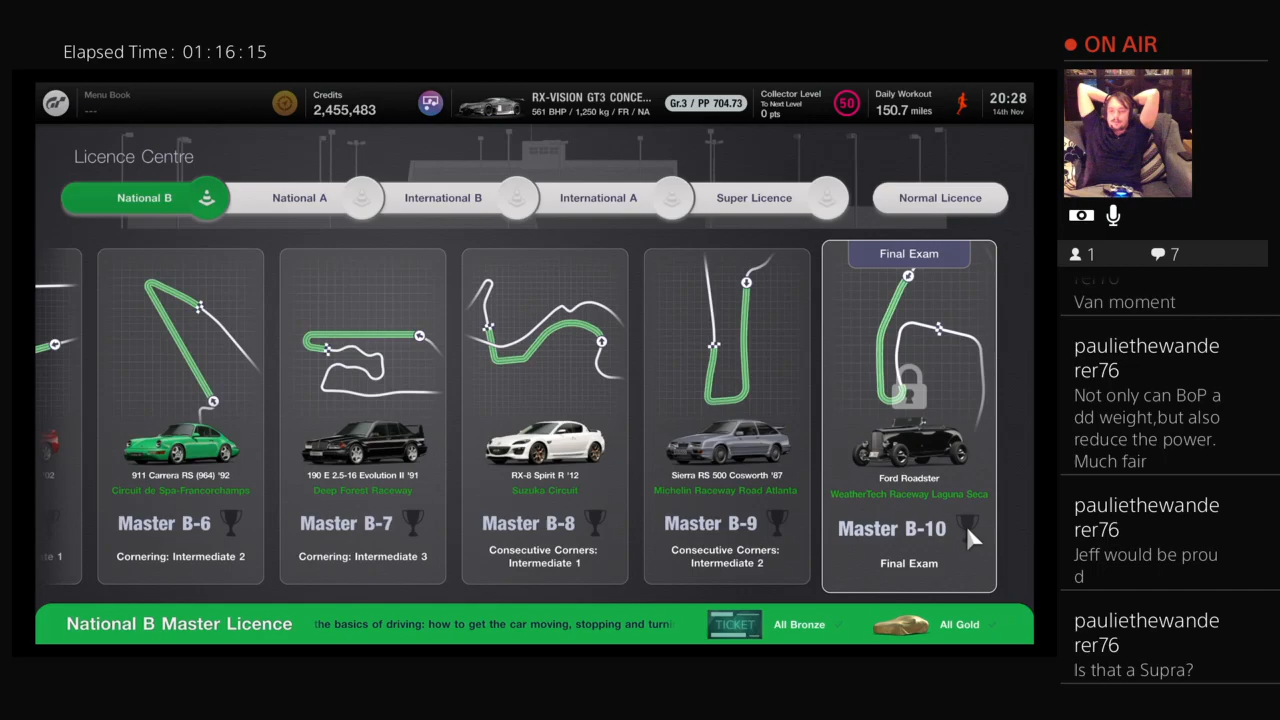 Elapsed Time: 01:16:15
ON AIR
Menu Book
---
Credits
2,455,483
RX-VISION GT3 CONCE...
561 BHP / 1,250 kg / FR / NA
Gr.3 / PP 704.73
Collector Level
To Next Level
0 pts
50
Daily Workout
150.7 miles
20:28
14th Nov
Licence Centre
National B
National A
International B
International A
Super Licence
Normal Licence
'02
te 1
911 Carrera RS (964) '92
Circuit de Spa-Francorchamps
Master B-6
Cornering: Intermediate 2
190 E 2.5-16 Evolution II '91
Deep Forest Raceway
Master B-7
Cornering: Intermediate 3
RX-8 Spirit R '12
Suzuka Circuit
Master B-8
Consecutive Corners:
Intermediate 1
Sierra RS 500 Cosworth '87
Michelin Raceway Road Atlanta
Master B-9
Consecutive Corners:
Intermediate 2
Final Exam
Ford Roadster
WeatherTech Raceway Laguna Seca
Master B-10
Final Exam
National B Master Licence
the basics of driving: how to get the car moving, stopping and turni
TICKET
All Bronze
All Gold
1
7
Van moment
pauliethewande
rer76
Not only can BoP a
dd weight,but also
reduce the power.
Much fair
pauliethewande
rer76
Jeff would be prou
d
pauliethewande
rer76
Is that a Supra?